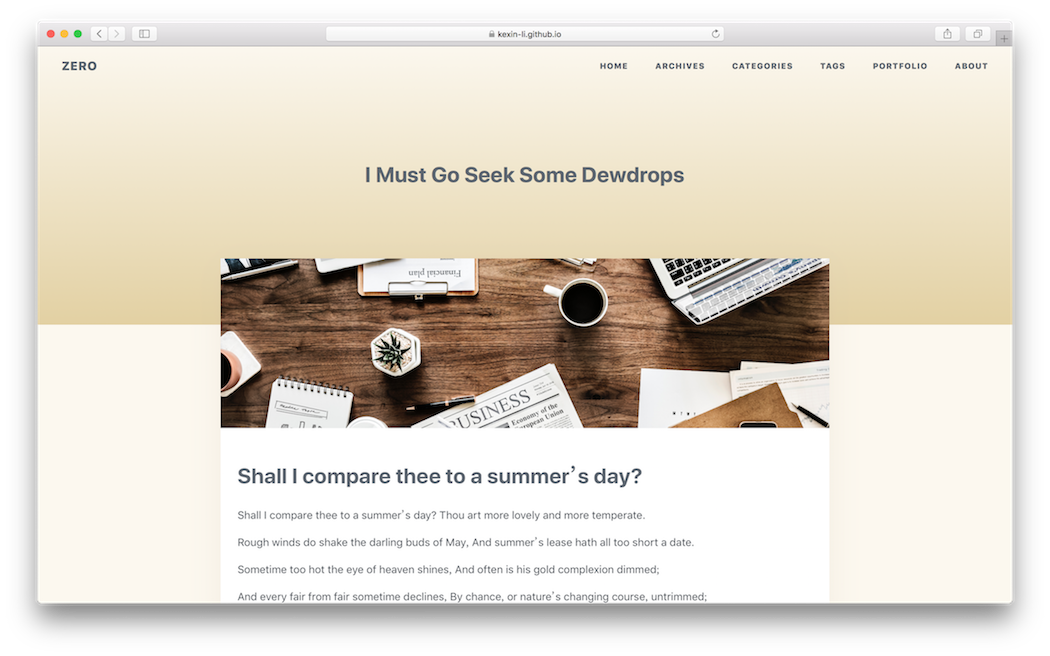 kexin-li.github.io
ZERO
HOME ARCHIVES CATEGORIES TAGS PORTFOLIO ABOUT
I Must Go Seek Some Dewdrops
Financial plan
BUSINESS
Economy of the
European Union
Shall I compare thee to a summer’s day?
Shall I compare thee to a summer’s day? Thou art more lovely and more temperate.
Rough winds do shake the darling buds of May, And summer’s lease hath all too short a date.
Sometime too hot the eye of heaven shines, And often is his gold complexion dimmed;
And every fair from fair sometime declines, By chance, or nature’s changing course, untrimmed;